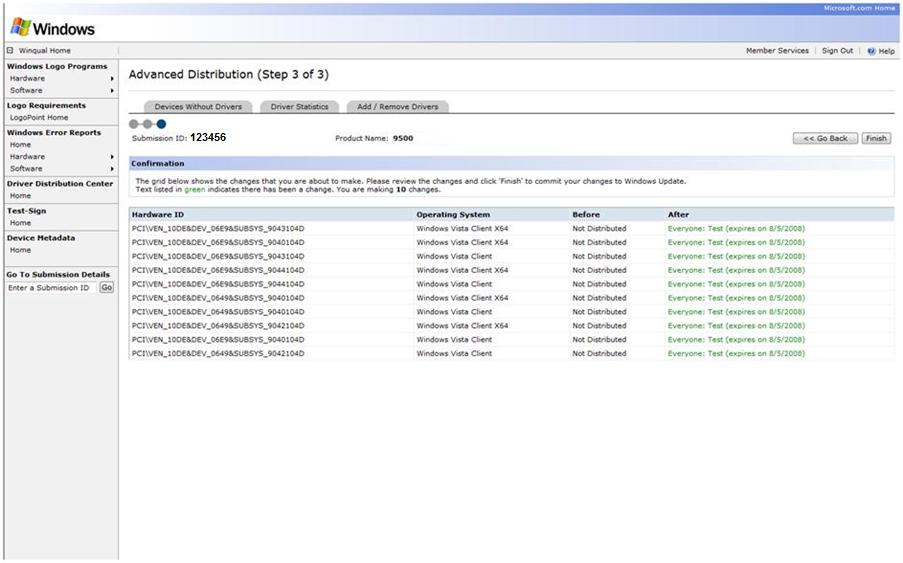 Microsoft.com Home
Windows
Winqual Home
Member Services | Sign Out | Help
Windows Logo Programs
Hardware
Software
Logo Requirements
LogoPoint Home
Windows Error Reports
Home
Hardware
Software
Driver Distribution Center
Home
Test-Sign
Home
Device Metadata
Home
Go To Submission Details
Enter a Submission ID Go
Advanced Distribution (Step 3 of 3)
Devices Without Drivers Driver Statistics Add / Remove Drivers
Submission ID: 123456 Product Name: 9500 << Go Back Finish
Confirmation
The grid below shows the changes that you are about to make. Please review the changes and click 'Finish' to commit your changes to Windows Update.
Text listed in green indicates there has been a change. You are making 10 changes.
Hardware ID Operating System Before After
PCI\VEN_10DE&DEV_06E9&SUBSYS_9043104D Windows Vista Client X64 Not Distributed Everyone: Test (expires on 8/5/2008)
PCI\VEN_10DE&DEV_06E9&SUBSYS_9040104D Windows Vista Client X64 Not Distributed Everyone: Test (expires on 8/5/2008)
PCI\VEN_10DE&DEV_06E9&SUBSYS_9043104D Windows Vista Client Not Distributed Everyone: Test (expires on 8/5/2008)
PCI\VEN_10DE&DEV_06E9&SUBSYS_9044104D Windows Vista Client X64 Not Distributed Everyone: Test (expires on 8/5/2008)
PCI\VEN_10DE&DEV_06E9&SUBSYS_9044104D Windows Vista Client Not Distributed Everyone: Test (expires on 8/5/2008)
PCI\VEN_10DE&DEV_0649&SUBSYS_9040104D Windows Vista Client X64 Not Distributed Everyone: Test (expires on 8/5/2008)
PCI\VEN_10DE&DEV_0649&SUBSYS_9040104D Windows Vista Client Not Distributed Everyone: Test (expires on 8/5/2008)
PCI\VEN_10DE&DEV_0649&SUBSYS_9042104D Windows Vista Client X64 Not Distributed Everyone: Test (expires on 8/5/2008)
PCI\VEN_10DE&DEV_06E9&SUBSYS_9040104D Windows Vista Client Not Distributed Everyone: Test (expires on 8/5/2008)
PCI\VEN_10DE&DEV_0649&SUBSYS_9042104D Windows Vista Client Not Distributed Everyone: Test (expires on 8/5/2008)